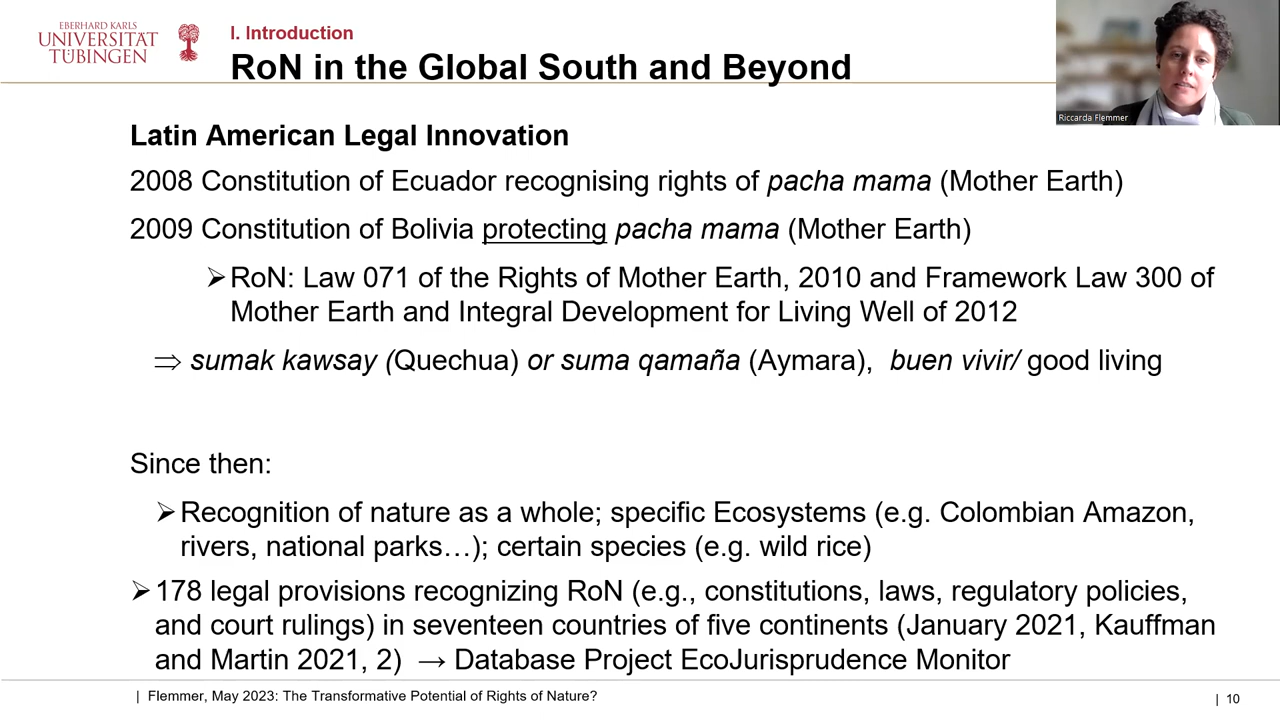 EBERHARD KARLS
UNIVERSITÄT
TÜBINGEN
I. Introduction
RoN in the Global South and Beyond
Riccarda Flemmer
Latin American Legal Innovation
2008 Constitution of Ecuador recognising rights of pacha mama (Mother Earth)
2009 Constitution of Bolivia protecting pacha mama (Mother Earth)
➢RoN: Law 071 of the Rights of Mother Earth, 2010 and Framework Law 300 of
Mother Earth and Integral Development for Living Well of 2012
⇒ sumak kawsay (Quechua) or suma qamaña (Aymara), buen vivir/ good living
Since then:
➢Recognition of nature as a whole; specific Ecosystems (e.g. Colombian Amazon,
rivers, national parks…); certain species (e.g. wild rice)
➢178 legal provisions recognizing RoN (e.g., constitutions, laws, regulatory policies,
and court rulings) in seventeen countries of five continents (January 2021, Kauffman
and Martin 2021, 2) → Database Project EcoJurisprudence Monitor
| Flemmer, May 2023: The Transformative Potential of Rights of Nature?
| 10